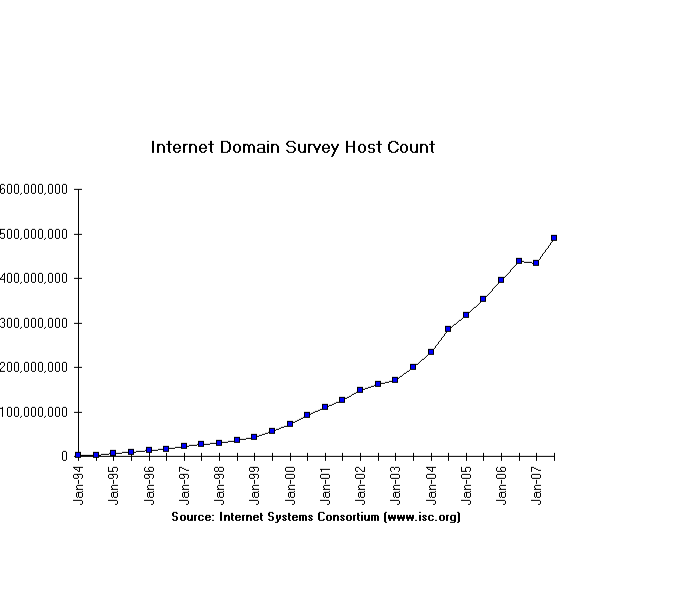 Internet Domain Survey Host Count
600,000,000
500,000,000
400,000,000
300,000,000
200,000,000
100,000,000
0
Jan-94
Jan-95
Jan-96
Jan-97
Jan-98
Jan-99
Jan-00
Jan-01
Jan-02
Jan-03
Jan-04
Jan-05
Jan-06
Jan-07
Source: Internet Systems Consortium (www.isc.org)